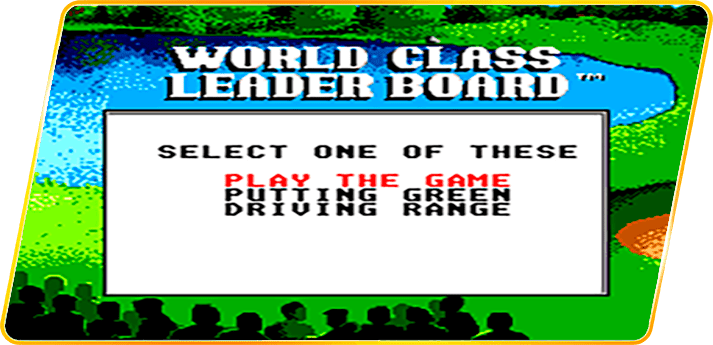 WORLD CLASS
LEADER BOARD™
SELECT ONE OF THESE
PLAY THE GAME
PUTTING GREEN
DRIVING RANGE